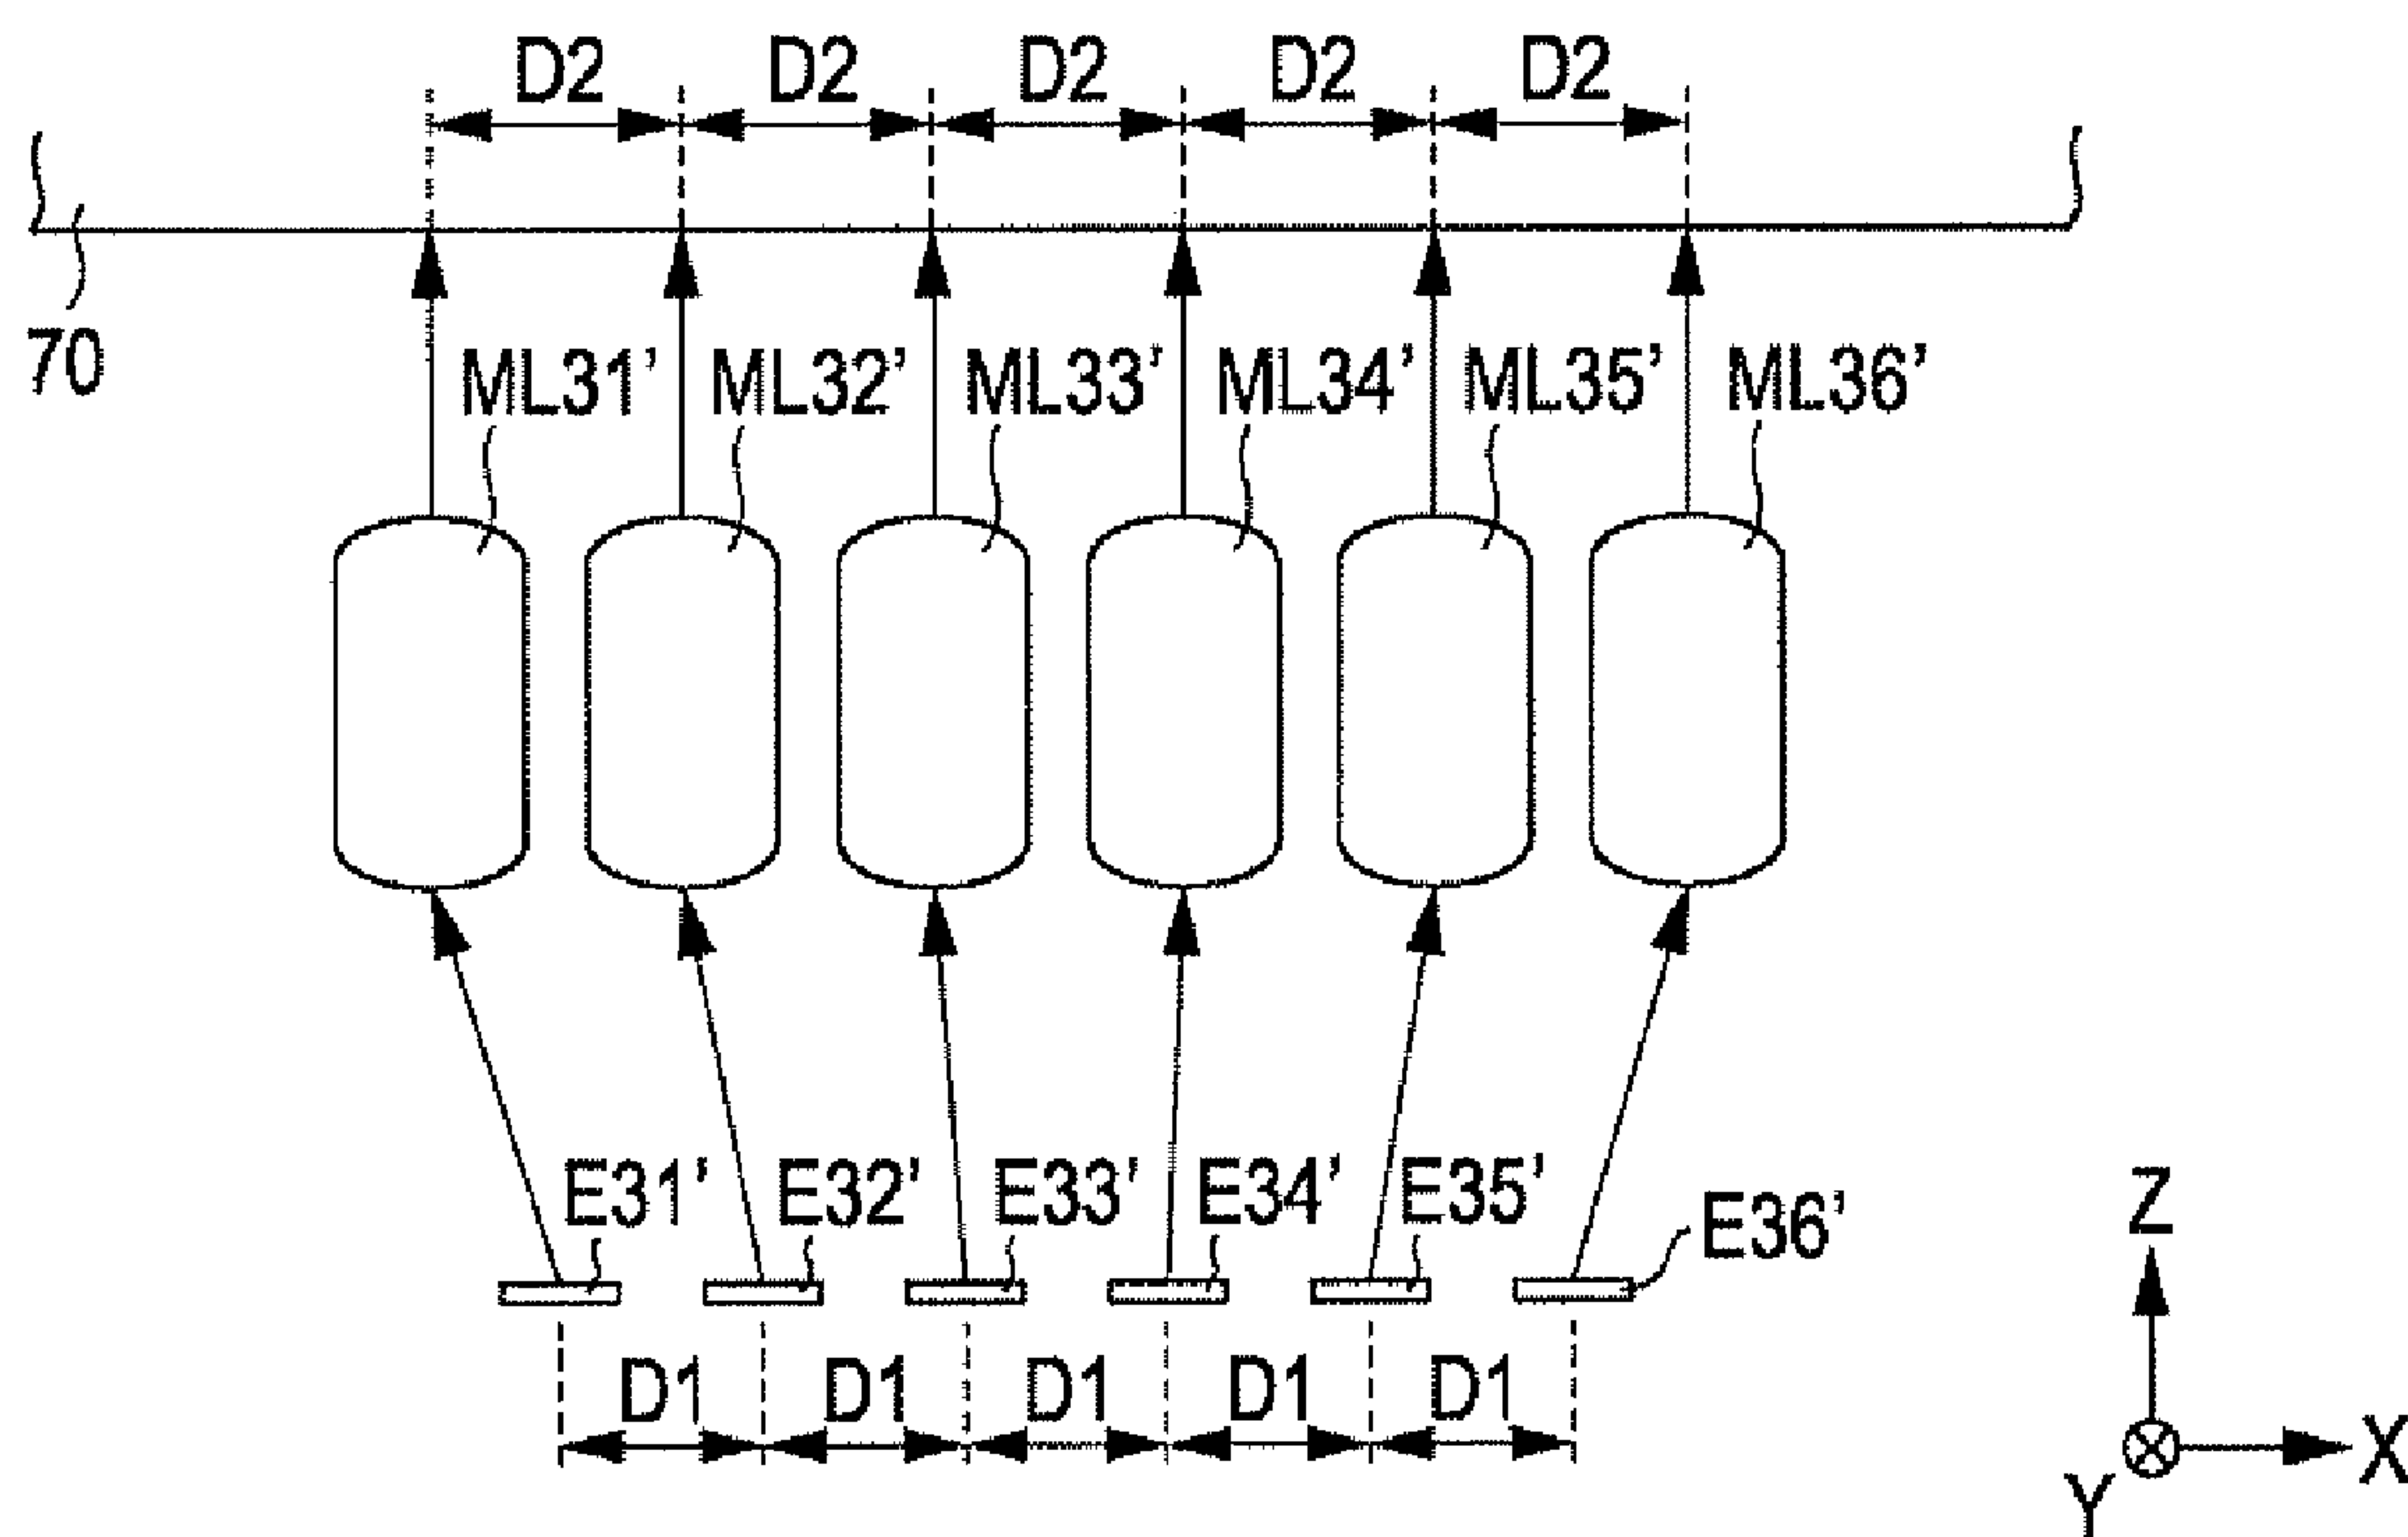 D2 D2 D2 D2 D2
70
ML31' ML32' ML33' ML34' ML35' ML36'
E31' E32' E33' E34' E35' E36'
D1 D1 D1 D1 D1
Z
X
Y